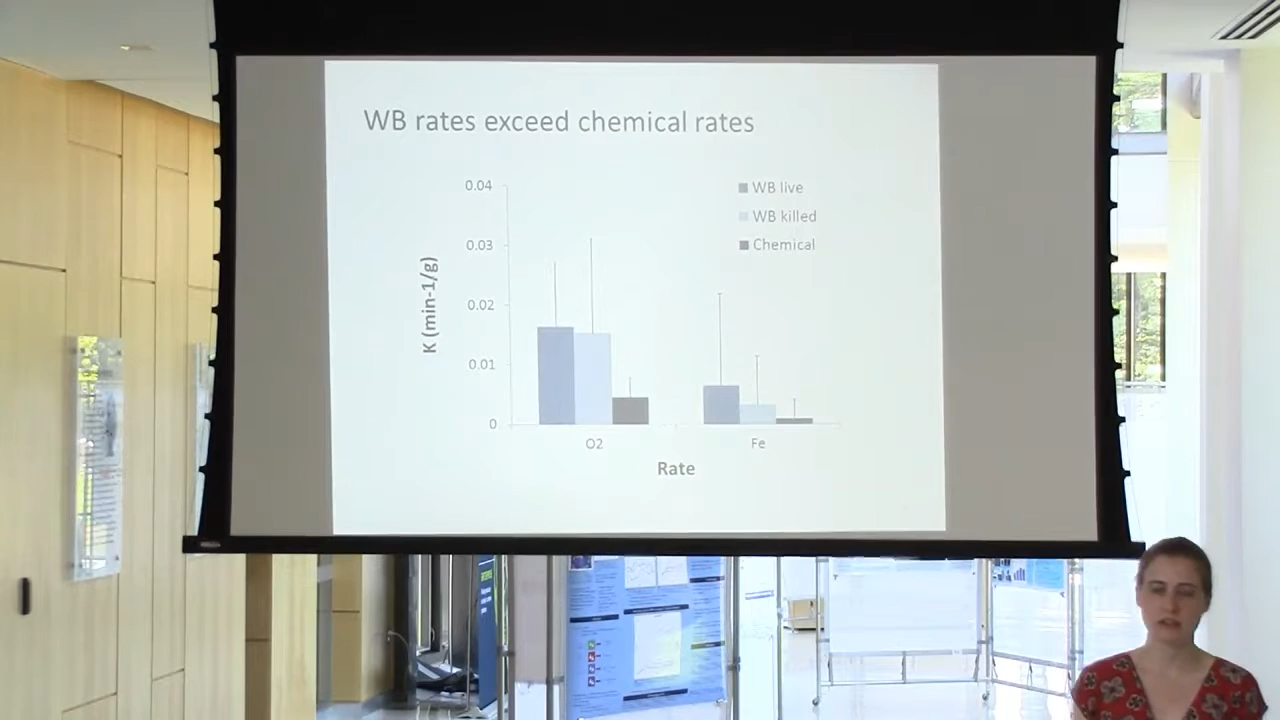 WB rates exceed chemical rates
0.04
0.03
0.02
0.01
0
K (min-1/g)
WB live
WB killed
Chemical
O2
Fe
Rate